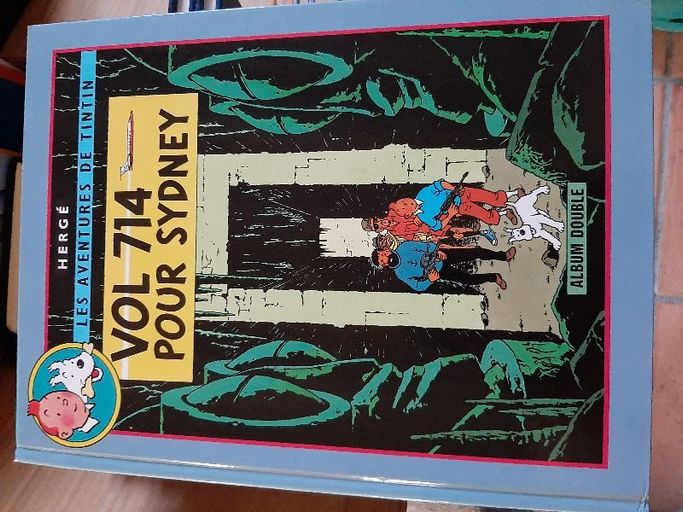 HERGÉ
LES AVENTURES DE TINTIN
VOL 714
POUR SYDNEY
ALBUM DOUBLE